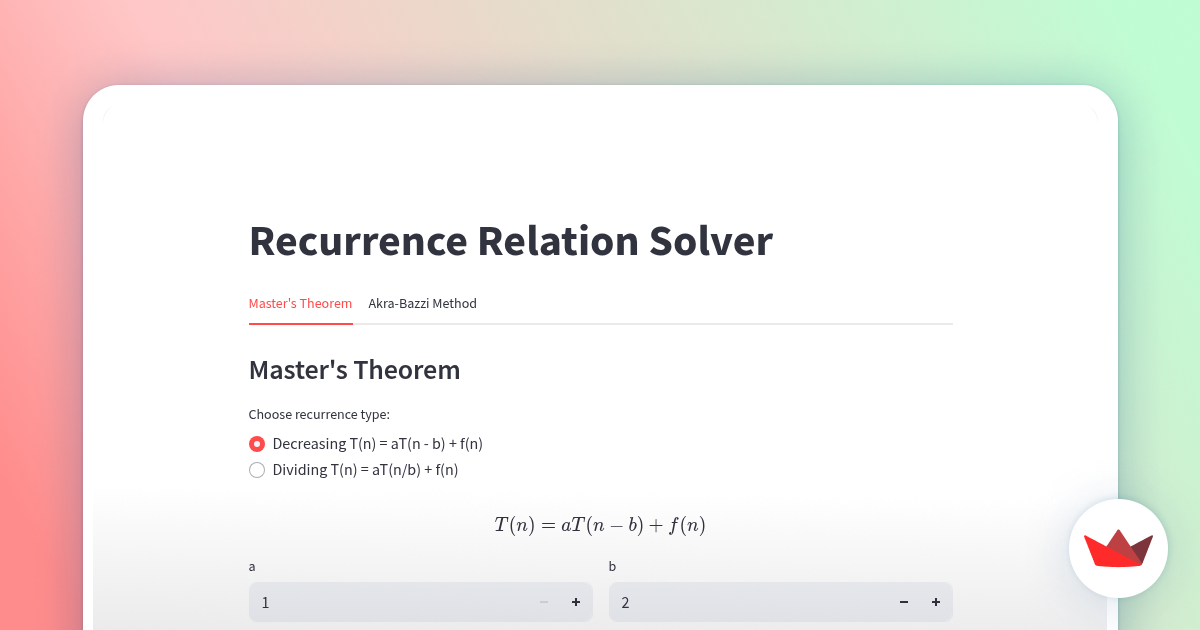 Recurrence Relation Solver
Master's Theorem Akra-Bazzi Method
Master's Theorem
Choose recurrence type:
Decreasing T(n) = aT(n - b) + f(n)
Dividing T(n) = aT(n/b) + f(n)
T(n) = aT(n − b) + f(n)
a b
1 − + 2 − +